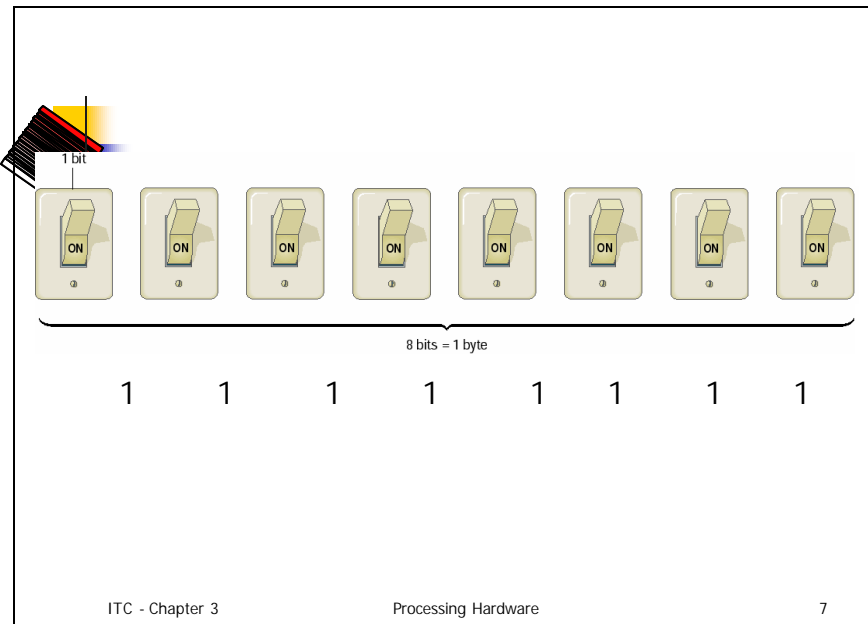 1 bit
ON ON ON ON ON ON ON ON
8 bits = 1 byte
1 1 1 1 1 1 1 1
ITC - Chapter 3 Processing Hardware 7